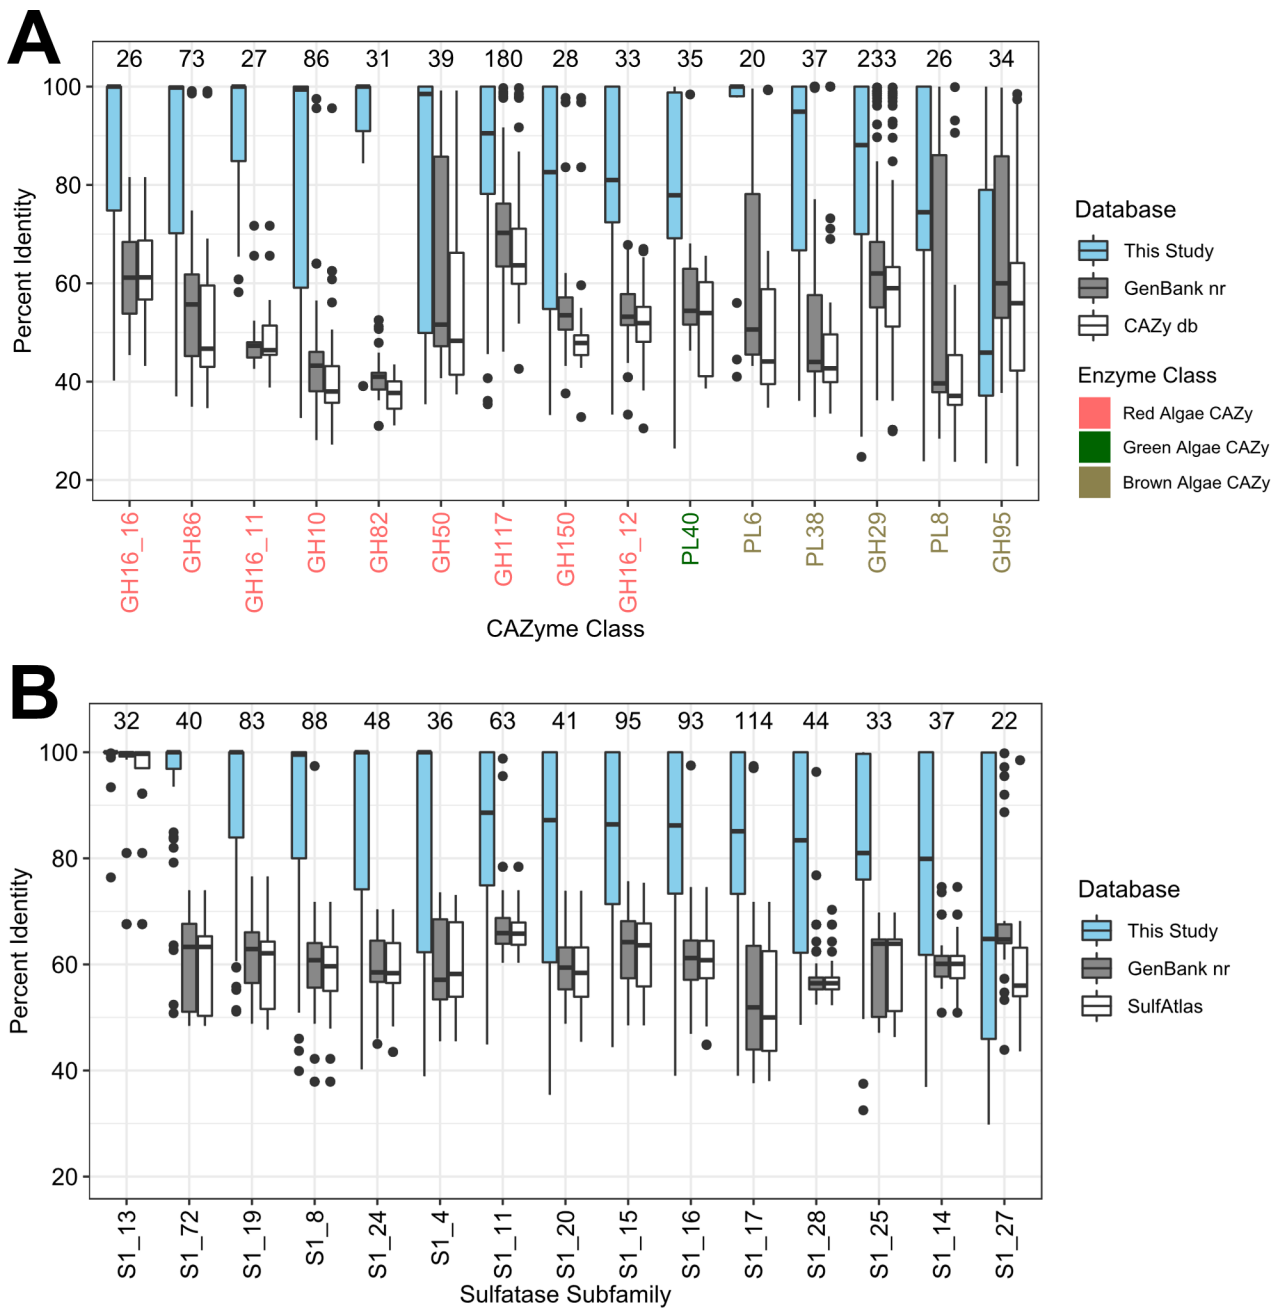 A
26 73 27 86 31 39 180 28 33 35 20 37 233 26 34
100
80
60
40
20
Percent Identity
GH16_16 GH86 GH16_11 GH10 GH82 GH50 GH117 GH150 GH16_12 PL40 PL6 PL38 GH29 PL8 GH95
CAZyme Class
Database
This Study
GenBank nr
CAZy db
Enzyme Class
Red Algae CAZy
Green Algae CAZy
Brown Algae CAZy
B
32 40 83 88 48 36 63 41 95 93 114 44 33 37 22
100
80
60
40
20
Percent Identity
S1_13 S1_72 S1_19 S1_8 S1_24 S1_4 S1_11 S1_20 S1_15 S1_16 S1_17 S1_28 S1_25 S1_14 S1_27
Sulfatase Subfamily
Database
This Study
GenBank nr
SulfAtlas